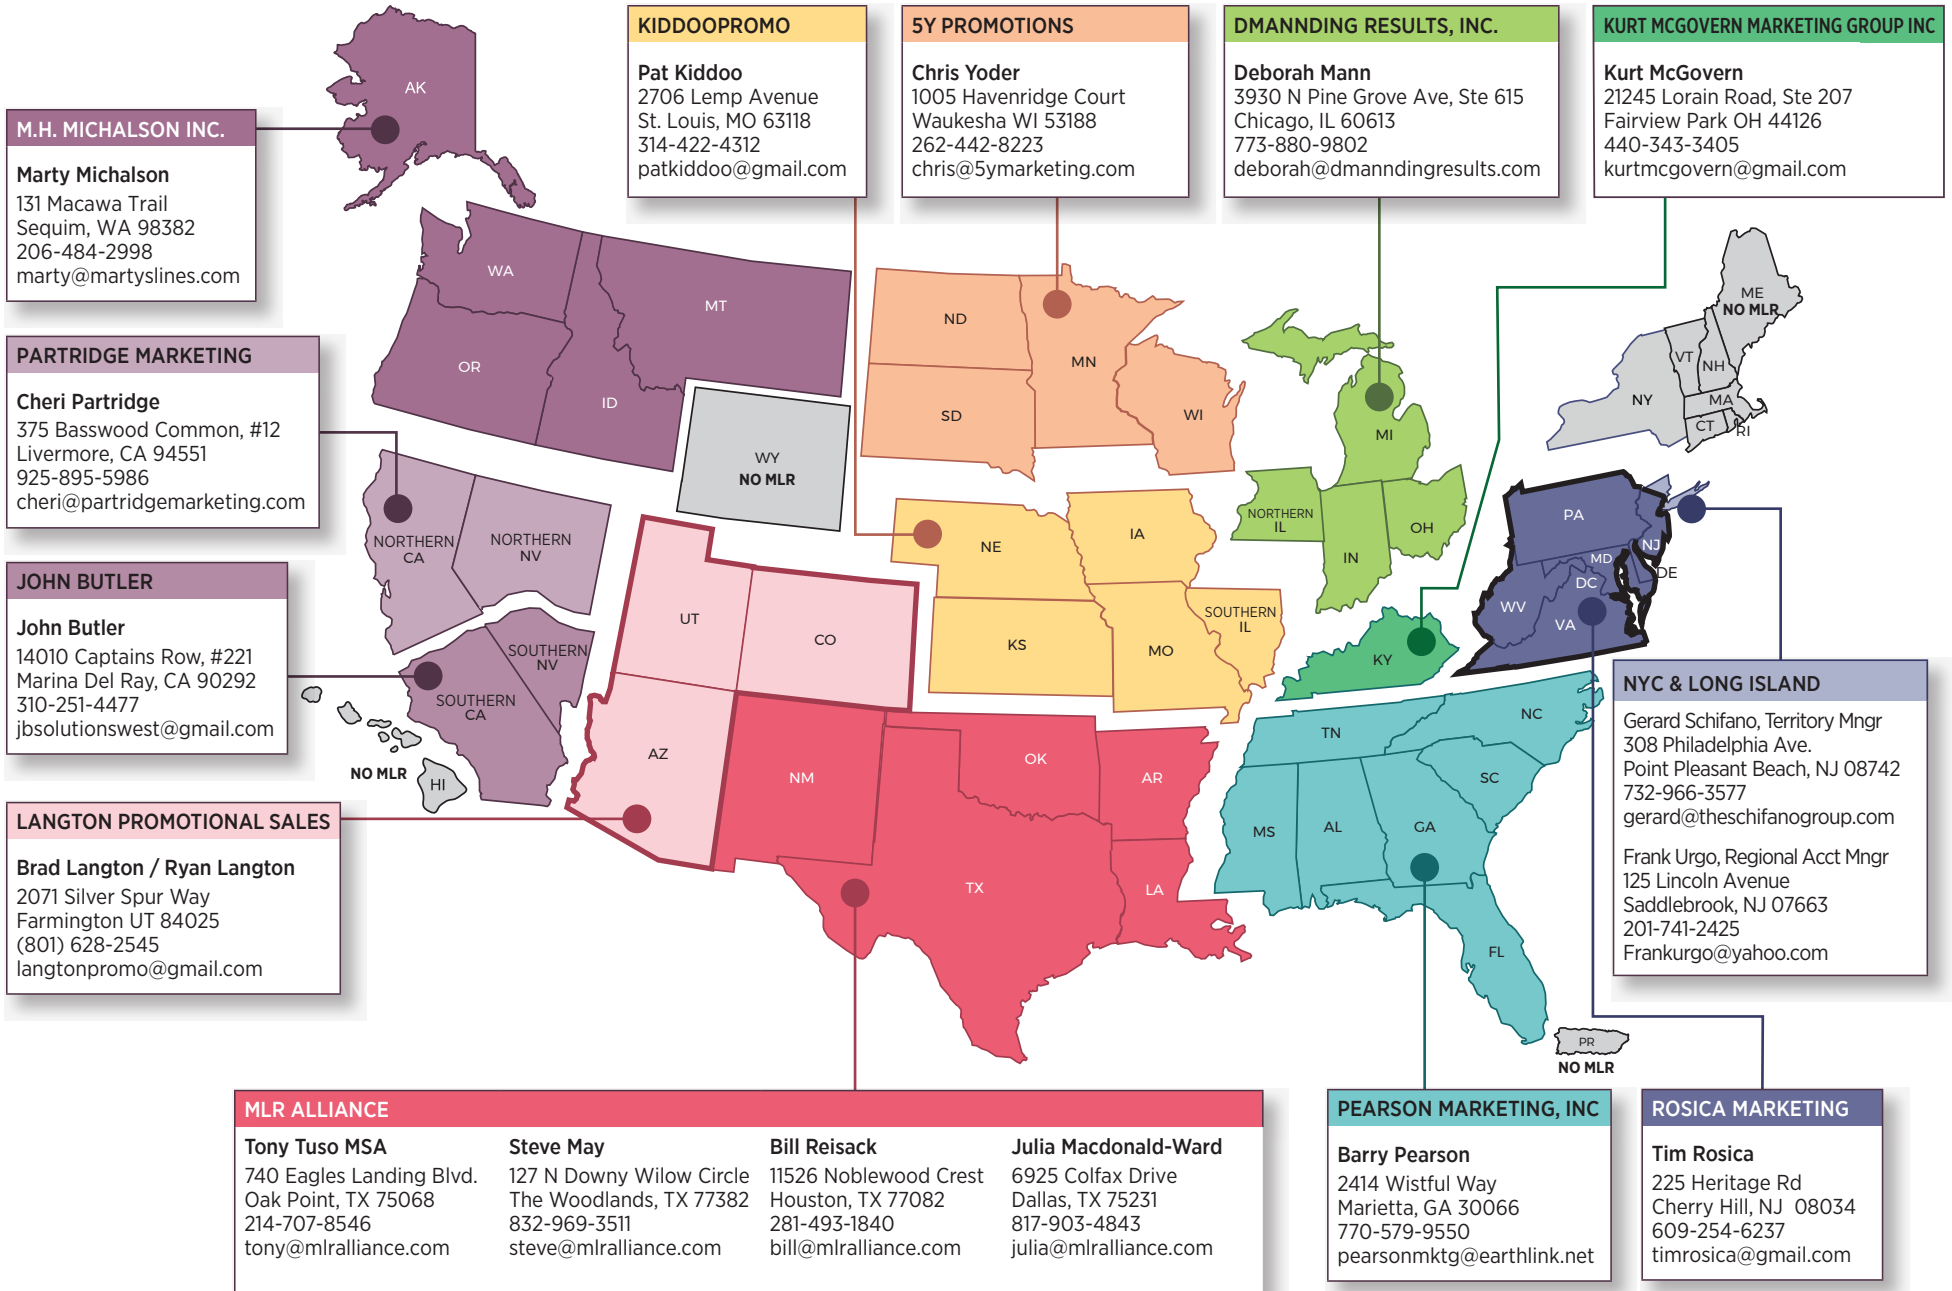 KIDDOOPROMO
Pat Kiddoo
2706 Lemp Avenue
St. Louis, MO 63118
314-422-4312
patkiddoo@gmail.com
5Y PROMOTIONS
Chris Yoder
1005 Havenridge Court
Waukesha WI 53188
262-442-8223
chris@5ymarketing.com
DMANNDING RESULTS, INC.
Deborah Mann
3930 N Pine Grove Ave, Ste 615
Chicago, IL 60613
773-880-9802
deborah@dmanndingresults.com
KURT MCGOVERN MARKETING GROUP INC
Kurt McGovern
21245 Lorain Road, Ste 207
Fairview Park OH 44126
440-343-3405
kurtmcgovern@gmail.com
M.H. MICHALSON INC.
Marty Michalson
131 Macawa Trail
Sequim, WA 98382
206-484-2998
marty@martyslines.com
PARTRIDGE MARKETING
Cheri Partridge
375 Basswood Common, #12
Livermore, CA 94551
925-895-5986
cheri@partridgemarketing.com
JOHN BUTLER
John Butler
14010 Captains Row, #221
Marina Del Ray, CA 90292
310-251-4477
jbsolutionswest@gmail.com
LANGTON PROMOTIONAL SALES
Brad Langton / Ryan Langton
2071 Silver Spur Way
Farmington UT 84025
(801) 628-2545
langtonpromo@gmail.com
AK
WA
MT
OR
ID
WY
NO MLR
NORTHERN
CA
NORTHERN
NV
SOUTHERN
NV
SOUTHERN
CA
NO MLR
HI
UT
CO
AZ
NM
OK
AR
TX
LA
ND
MN
SD
WI
NE
IA
KS
MO
SOUTHERN
IL
MI
NORTHERN
IL
IN
OH
KY
TN
NC
SC
MS
AL
GA
FL
ME
NO MLR
VT
NH
NY
MA
CT
RI
PA
NJ
MD
DE
DC
WV
VA
PR
NO MLR
NYC & LONG ISLAND
Gerard Schifano, Territory Mngr
308 Philadelphia Ave.
Point Pleasant Beach, NJ 08742
732-966-3577
gerard@theschifanogroup.com
Frank Urgo, Regional Acct Mngr
125 Lincoln Avenue
Saddlebrook, NJ 07663
201-741-2425
Frankurgo@yahoo.com
MLR ALLIANCE
Tony Tuso MSA
740 Eagles Landing Blvd.
Oak Point, TX 75068
214-707-8546
tony@mlralliance.com
Steve May
127 N Downy Wilow Circle
The Woodlands, TX 77382
832-969-3511
steve@mlralliance.com
Bill Reisack
11526 Noblewood Crest
Houston, TX 77082
281-493-1840
bill@mlralliance.com
Julia Macdonald-Ward
6925 Colfax Drive
Dallas, TX 75231
817-903-4843
julia@mlralliance.com
PEARSON MARKETING, INC
Barry Pearson
2414 Wistful Way
Marietta, GA 30066
770-579-9550
pearsonmktg@earthlink.net
ROSICA MARKETING
Tim Rosica
225 Heritage Rd
Cherry Hill, NJ  08034
609-254-6237
timrosica@gmail.com